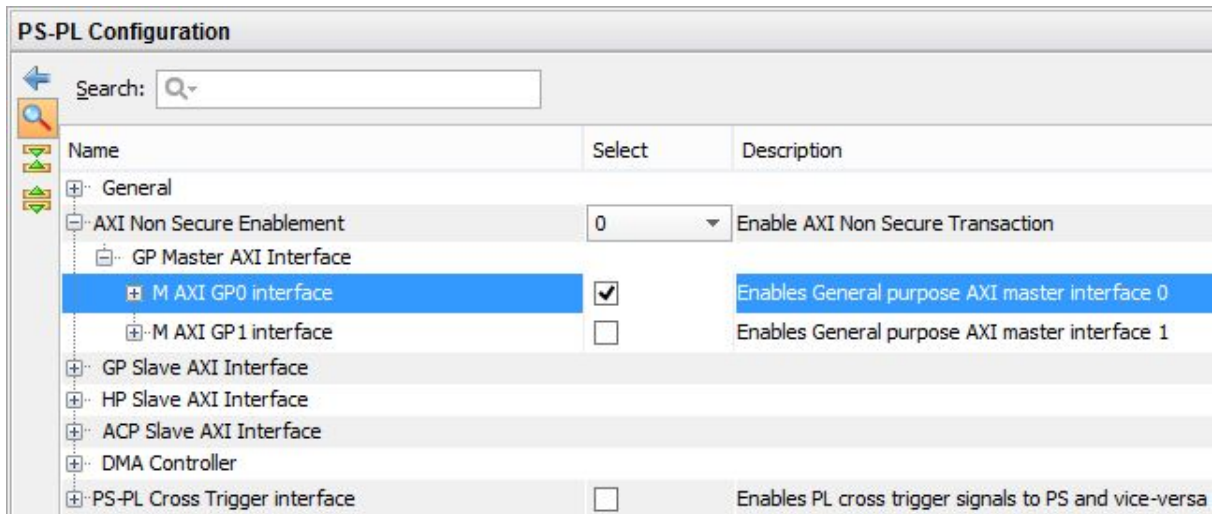 PS-PL Configuration
Search:
Name Select Description
General
AXI Non Secure Enablement 0 Enable AXI Non Secure Transaction
GP Master AXI Interface
M AXI GP0 interface Enables General purpose AXI master interface 0
M AXI GP1 interface Enables General purpose AXI master interface 1
GP Slave AXI Interface
HP Slave AXI Interface
ACP Slave AXI Interface
DMA Controller
PS-PL Cross Trigger interface Enables PL cross trigger signals to PS and vice-versa